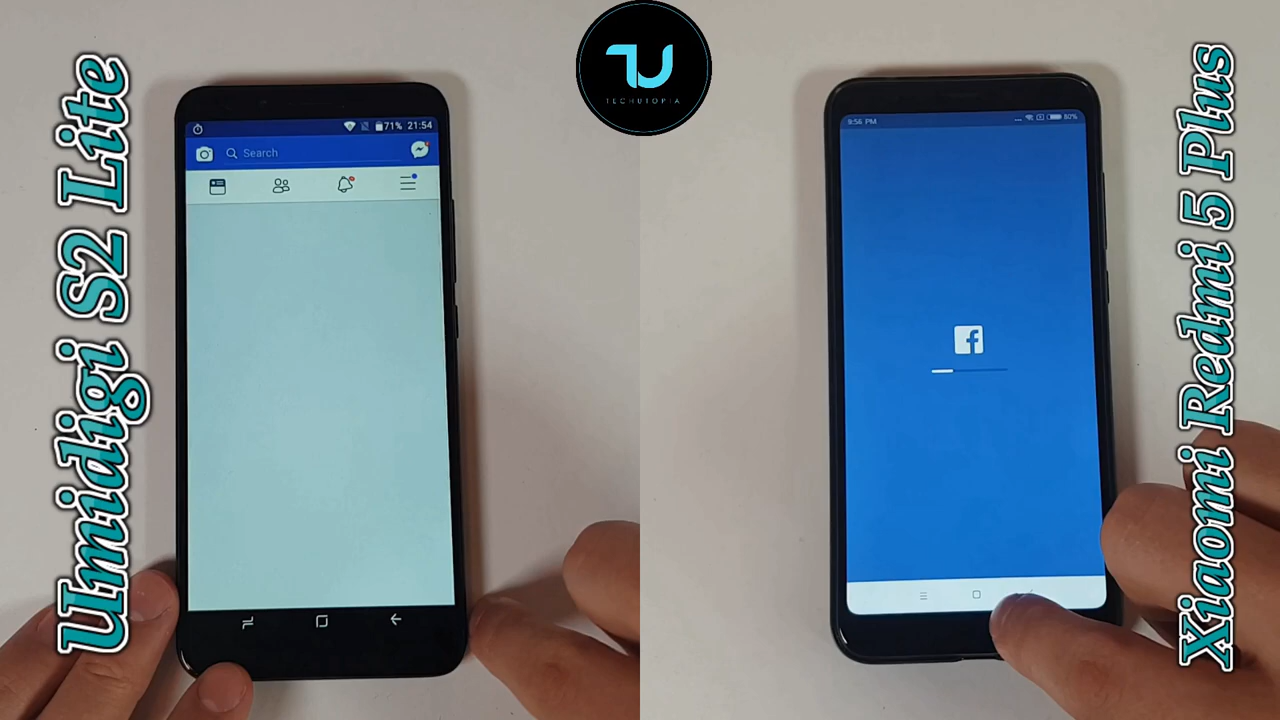 Umidigi S2 Lite
TECHUTOPIA
71% 21:54
Search
9:56 PM
80%
Xiaomi Redmi 5 Plus